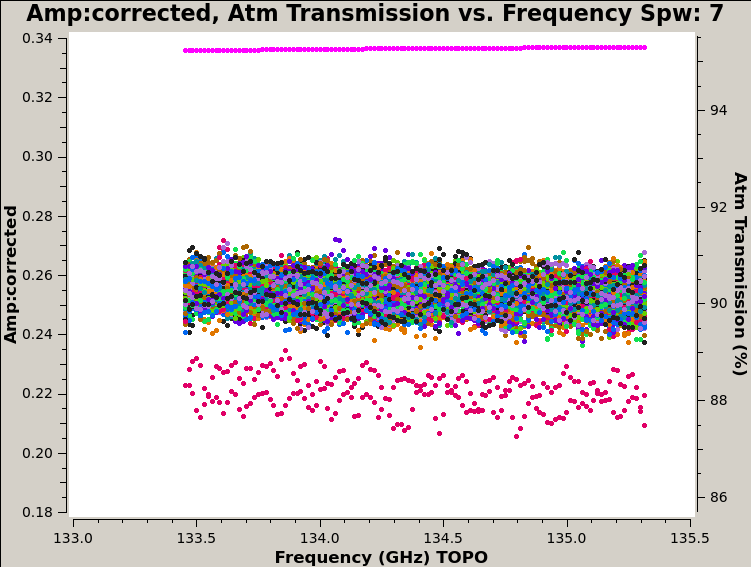 Amp:corrected, Atm Transmission vs. Frequency Spw: 7
0.34
0.32
0.30
0.28
0.26
0.24
0.22
0.20
0.18
Amp:corrected
94
92
90
88
86
Atm Transmission (%)
133.0 133.5 134.0 134.5 135.0 135.5
Frequency (GHz) TOPO